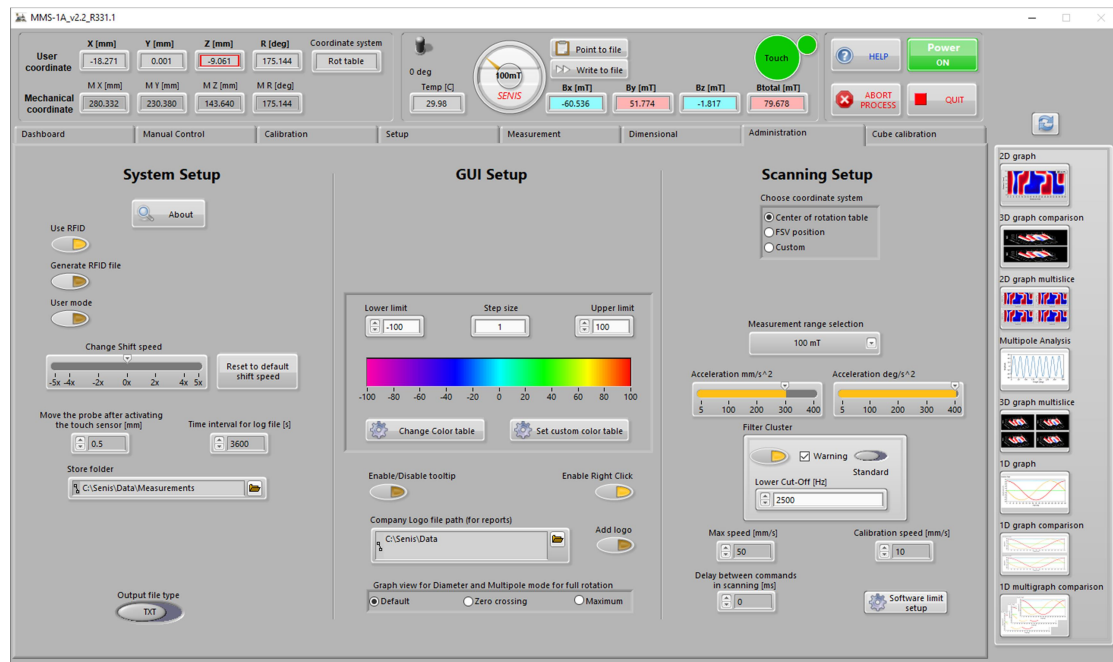 MMS-1A_v2.2_R331.1
X [mm] Y [mm] Z [mm] R [deg] Coordinate system
User coordinate -18.271 0.001 -9.061 175.144 Rot table
M X [mm] M Y [mm] M Z [mm] M R [deg]
Mechanical coordinate 280.332 230.380 143.640 175.144
0 deg
Temp [C]
29.98
100mT
SENIS
Point to file
Write to file
Bx [mT] By [mT] Bz [mT] Btotal [mT]
-60.536 51.774 -1.817 79.678
Touch
HELP
Power
ON
ABORT
PROCESS
QUIT
Dashboard Manual Control Calibration Setup Measurement Dimensional Administration Cube calibration
System Setup
About
Use RFID
Generate RFID file
User mode
Change Shift speed
-5x -4x -2x 0x 2x 4x 5x
Reset to default
shift speed
Move the probe after activating
the touch sensor [mm]
0.5
Time interval for log file [s]
3600
Store folder
C:\Senis\Data\Measurements
Output file type
TXT
GUI Setup
Lower limit Step size Upper limit
-100 1 100
-100 -80 -60 -40 -20 0 20 40 60 80 100
Change Color table
Set custom color table
Enable/Disable tooltip
Enable Right Click
Company Logo file path (for reports)
C:\Senis\Data
Add logo
Graph view for Diameter and Multipole mode for full rotation
Default Zero crossing Maximum
Scanning Setup
Choose coordinate system
Center of rotation table
FSV position
Custom
Measurement range selection
100 mT
Acceleration mm/s^2 Acceleration deg/s^2
5 100 200 300 400 5 100 200 300 400
Filter Cluster
Warning
Standard
Lower Cut-Off [Hz]
2500
Max speed [mm/s] Calibration speed [mm/s]
50 10
Delay between commands
in scanning [ms]
0
Software limit
setup
2D graph
3D graph comparison
2D graph multislice
Multipole Analysis
3D graph multislice
1D graph
1D graph comparison
1D multigraph comparison